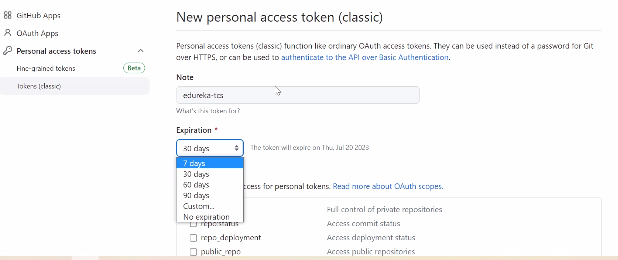 GitHub Apps
OAuth Apps
Personal access tokens
Fine-grained tokens Beta
Tokens (classic)
New personal access token (classic)
Personal access tokens (classic) function like ordinary OAuth access tokens. They can be used instead of a password for Git
over HTTPS, or can be used to authenticate to the API over Basic Authentication.
Note
edureka-tcs
What's this token for?
Expiration *
30 days The token will expire on Thu, Jul 20 2023
7 days
30 days
60 days
90 days
Custom...
No expiration
ccess for personal tokens. Read more about OAuth scopes.
Full control of private repositories
repo:status Access commit status
repo_deployment Access deployment status
public_repo Access public repositories